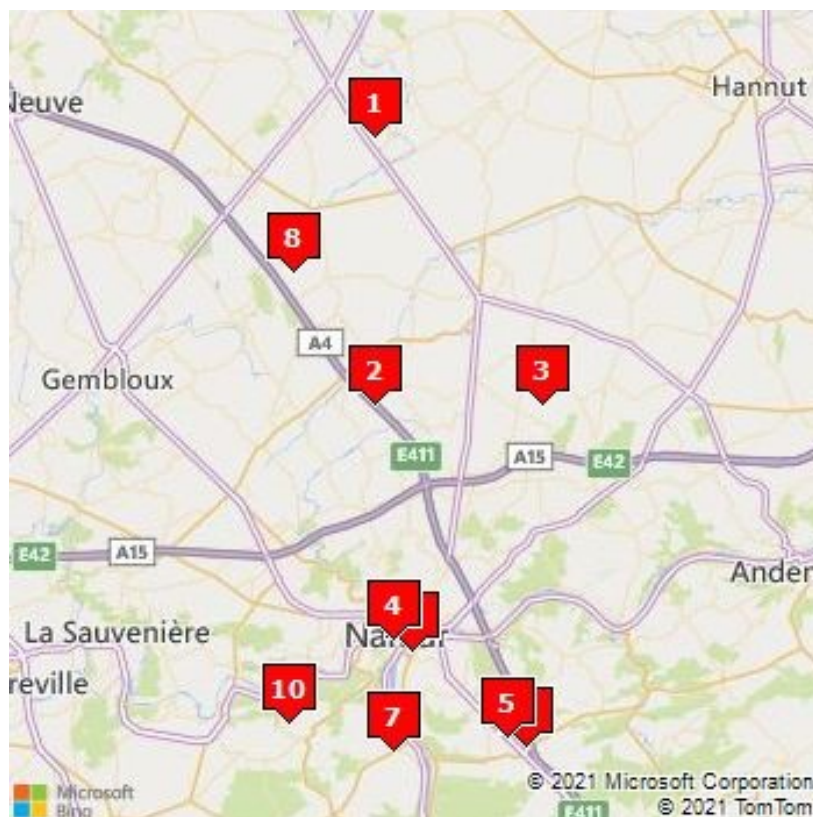 Neuve
1
Hannut
8
A4
2
3
Gembloux
E411
A15
E42
E42
A15
Ander
4
La Sauvenière
Namur
reville
10
7
5
© 2021 Microsoft Corporation
Microsoft
Bing
E411
© 2021 TomTom